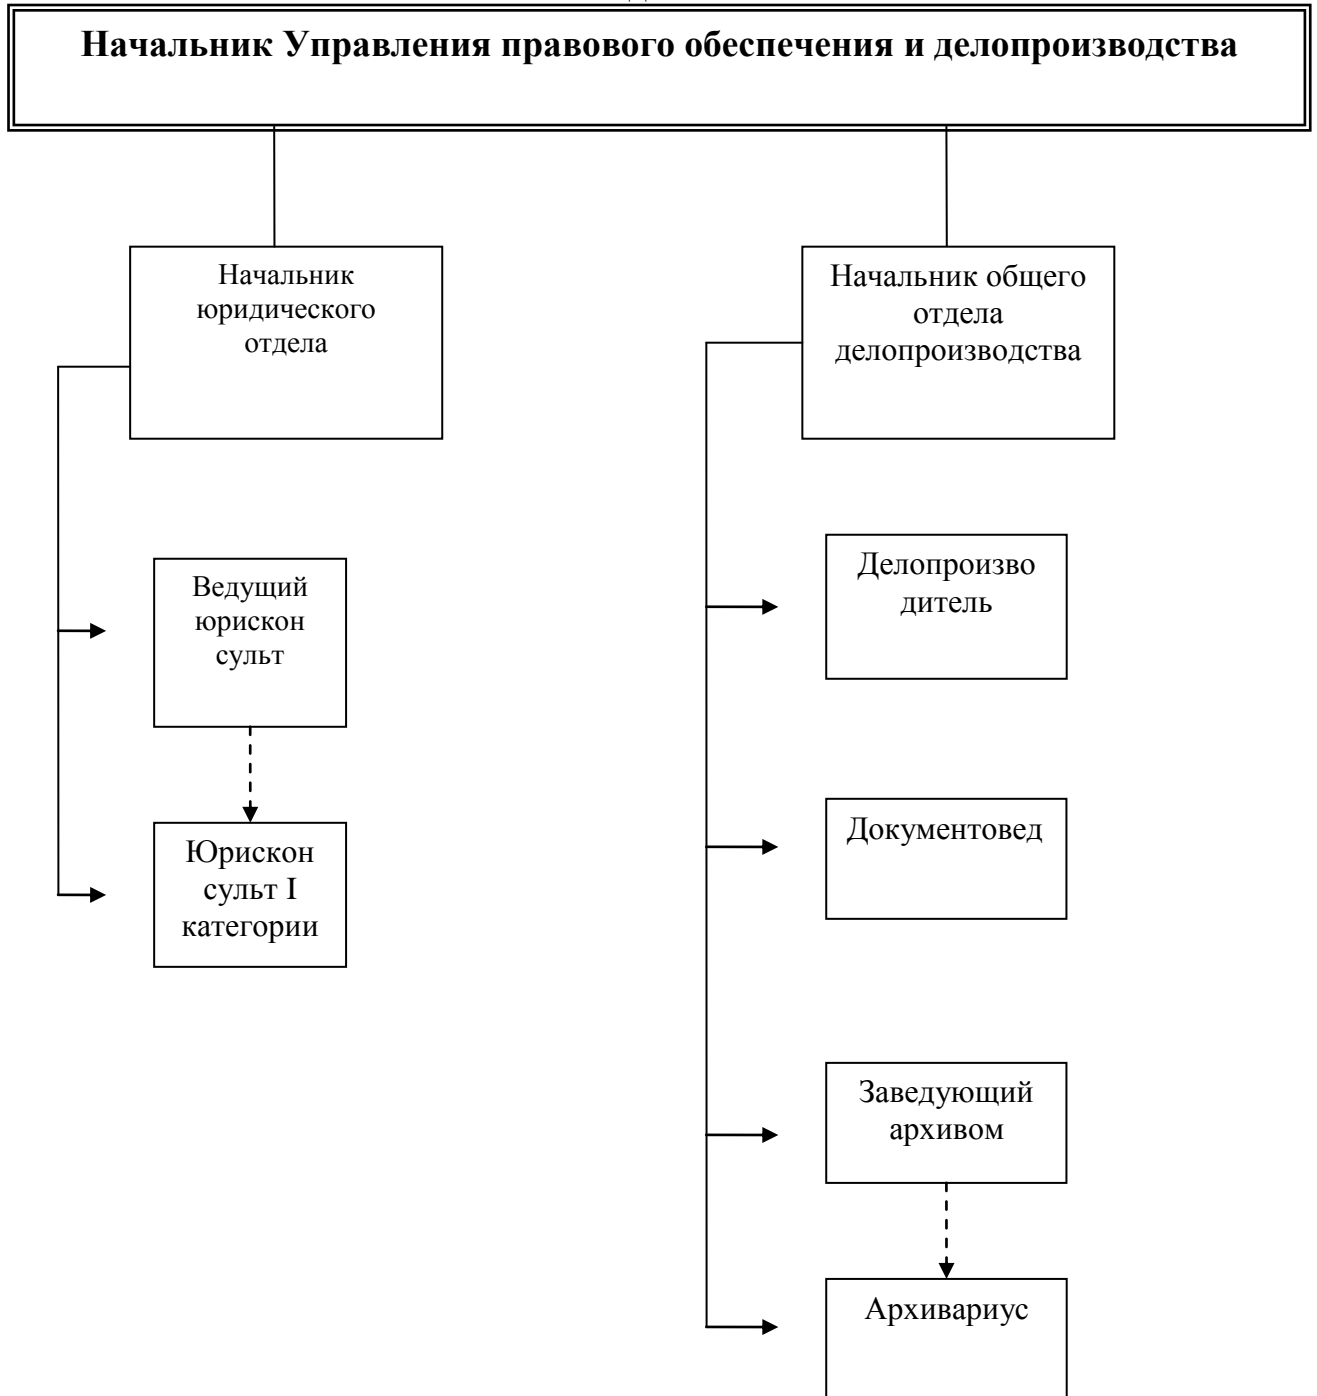 Начальник Управления правового обеспечения и делопроизводства
Начальник
юридического
отдела
Начальник общего
отдела
делопроизводства
Ведущий
юрискон
сульт
Юрискон
сульт I
категории
Делопроизво
дитель
Документовед
Заведующий
архивом
Архивариус